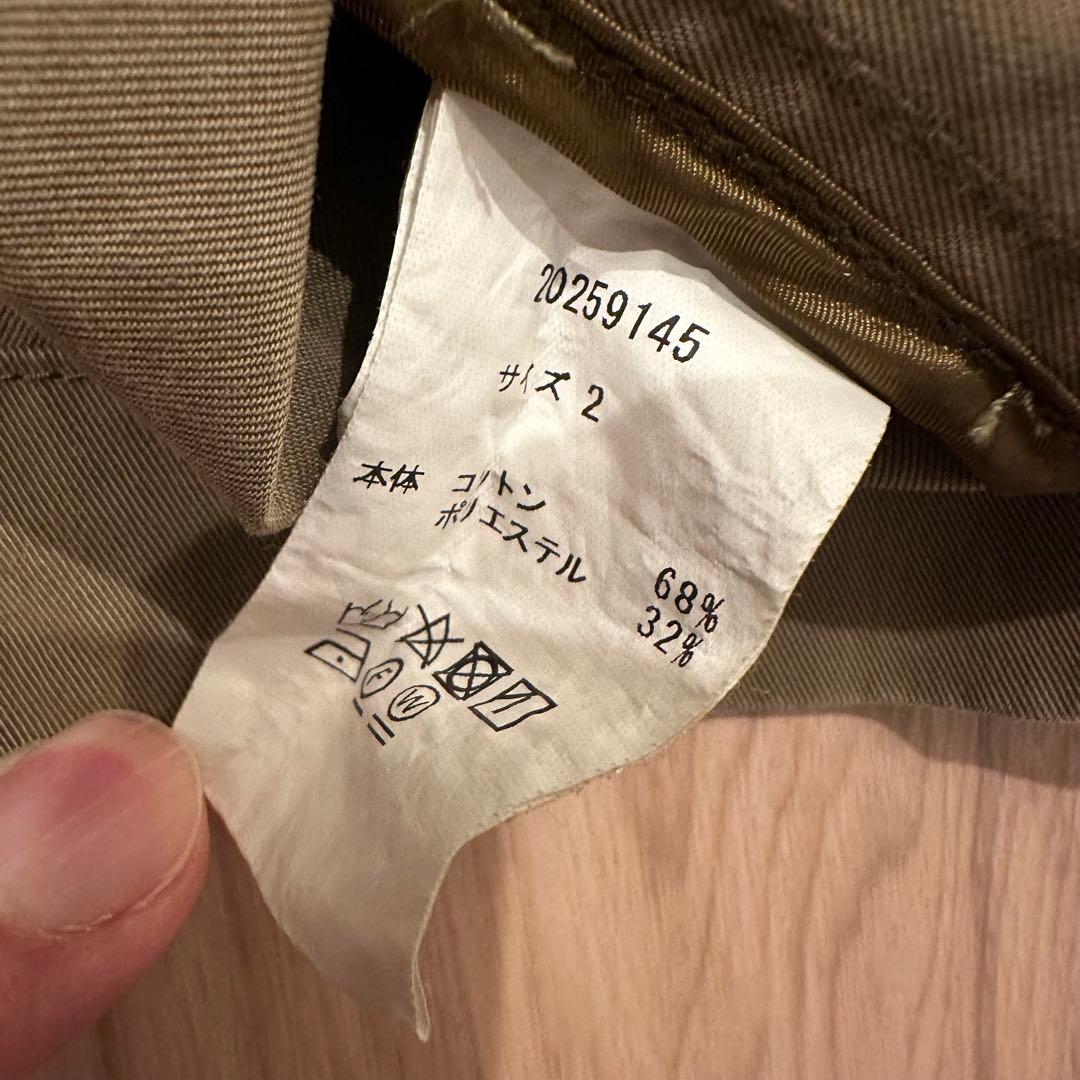 20259145
サイズ 2
本体 コットン 68%
ポリエステル 32%